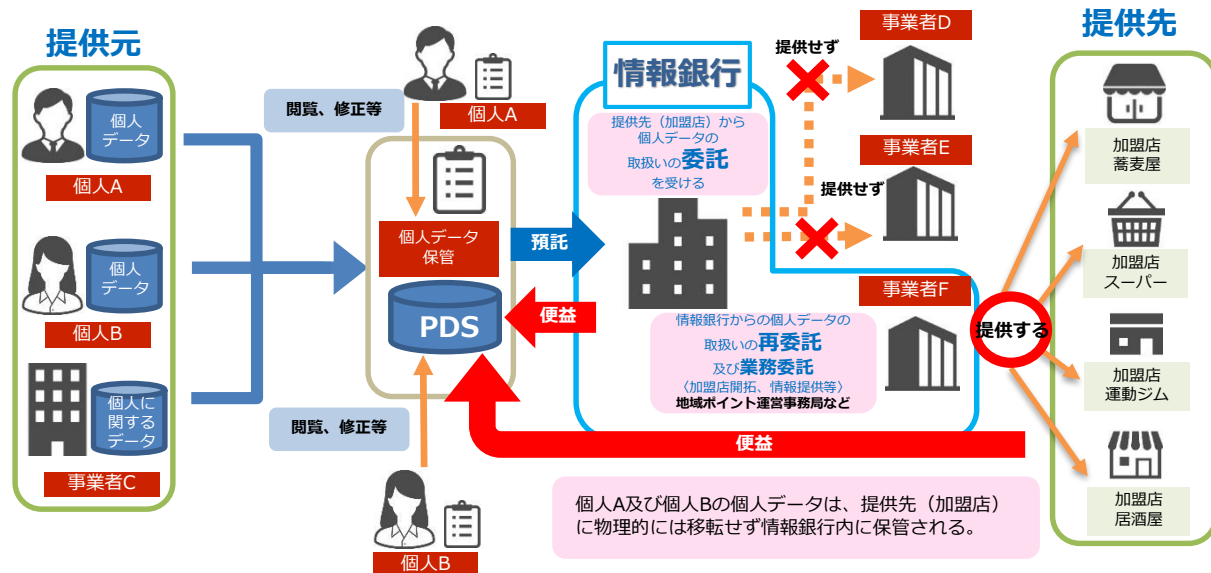 提供元
個人
データ
個人A
個人
データ
個人B
個人に
関する
データ
事業者C
閲覧、修正等
個人A
個人データ
保管
PDS
閲覧、修正等
個人B
預託
便益
情報銀行
提供先（加盟店）から
個人データの
取扱いの委託
を受ける
提供せず
事業者D
提供せず
事業者E
事業者F
情報銀行からの個人データの
取扱いの再委託
及び業務委託
〈加盟店開拓、情報提供等〉
地域ポイント運営事務局など
便益
提供する
提供先
加盟店
蕎麦屋
加盟店
スーパー
加盟店
運動ジム
加盟店
居酒屋
個人A及び個人Bの個人データは、提供先（加盟店）
に物理的には移転せず情報銀行内に保管される。